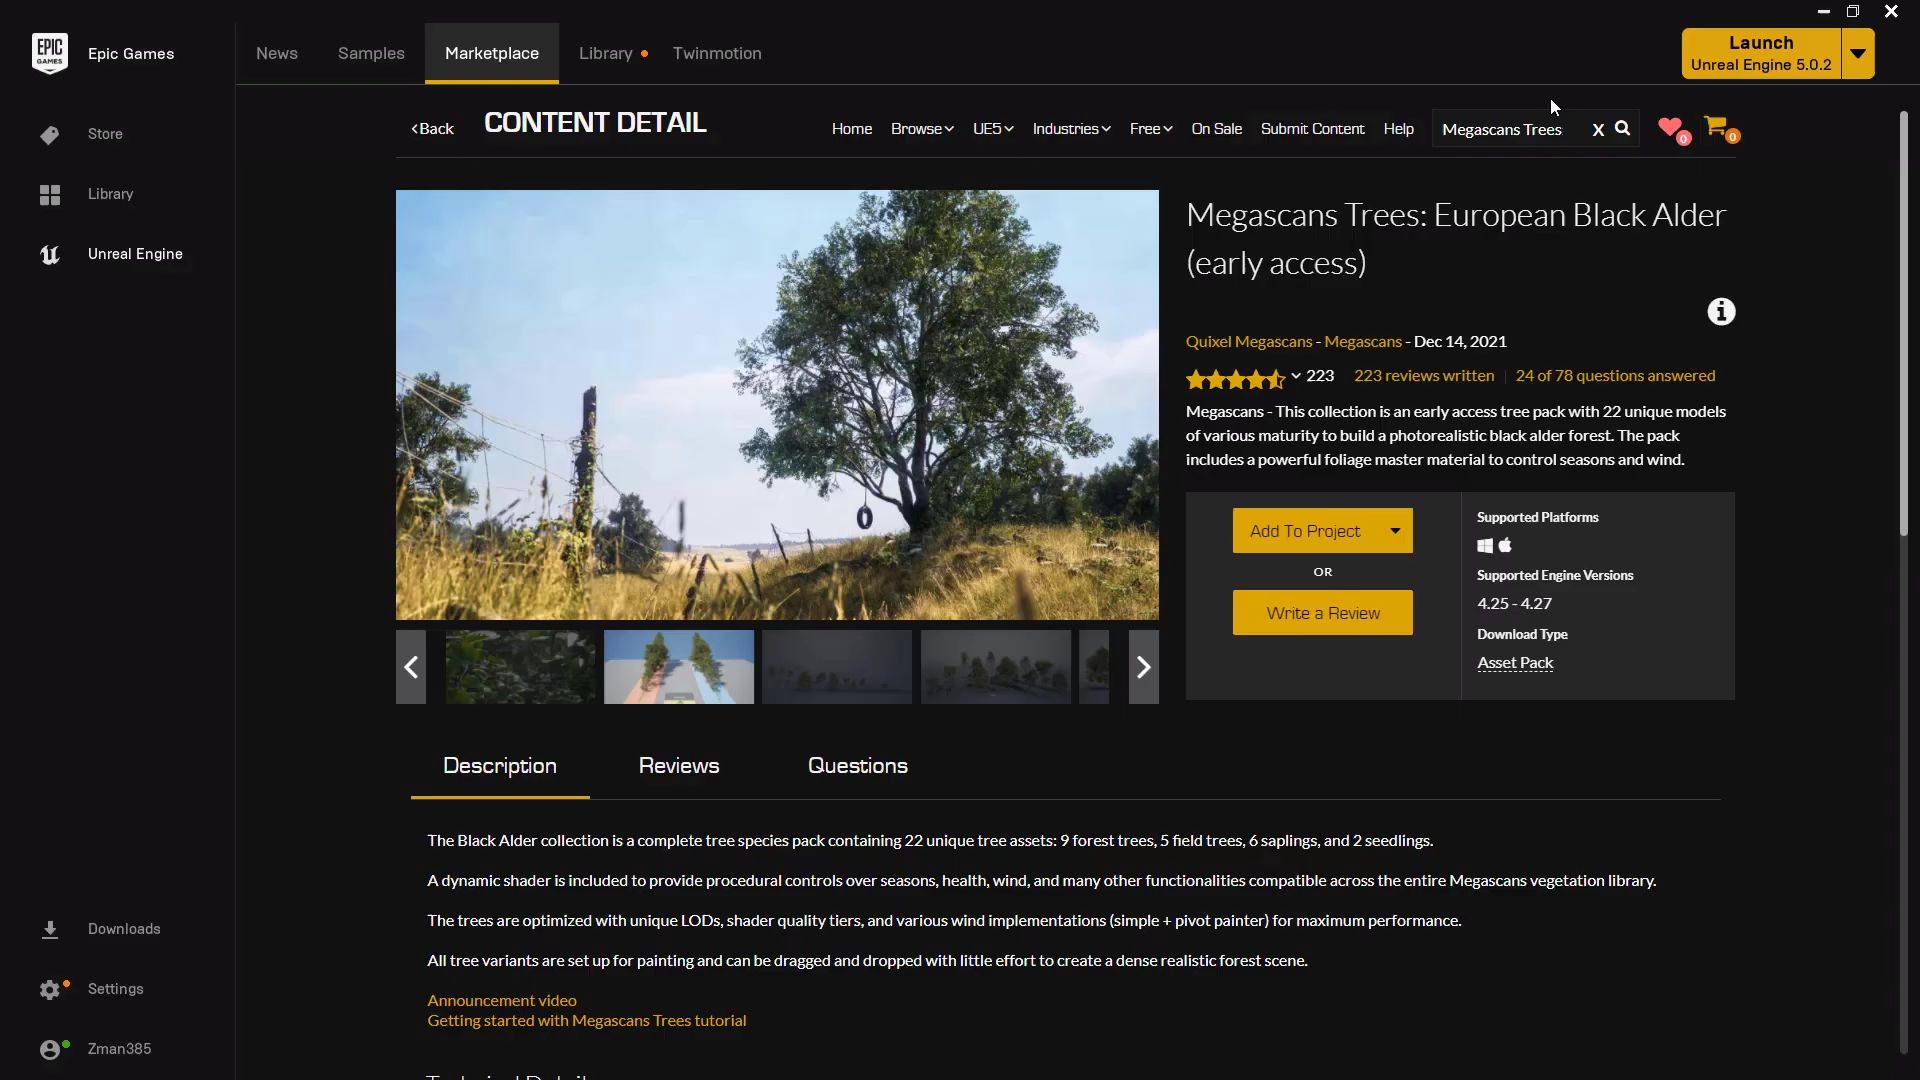 EPIC GAMES
Epic Games
News
Samples
Marketplace
Library
Twinmotion
Launch
Unreal Engine 5.0.2
Store
Library
Unreal Engine
Downloads
Settings
Zman385
<Back
CONTENT DETAIL
Home
Browse
UE5
Industries
Free
On Sale
Submit Content
Help
Megascans Trees
X
0
0
Megascans Trees: European Black Alder
(early access)
Quixel Megascans - Megascans - Dec 14, 2021
223
223 reviews written
24 of 78 questions answered
Megascans - This collection is an early access tree pack with 22 unique models
of various maturity to build a photorealistic black alder forest. The pack
includes a powerful foliage master material to control seasons and wind.
Add To Project
OR
Write a Review
Supported Platforms
Supported Engine Versions
4.25 - 4.27
Download Type
Asset Pack
Description
Reviews
Questions
The Black Alder collection is a complete tree species pack containing 22 unique tree assets: 9 forest trees, 5 field trees, 6 saplings, and 2 seedlings.
A dynamic shader is included to provide procedural controls over seasons, health, wind, and many other functionalities compatible across the entire Megascans vegetation library.
The trees are optimized with unique LODs, shader quality tiers, and various wind implementations (simple + pivot painter) for maximum performance.
All tree variants are set up for painting and can be dragged and dropped with little effort to create a dense realistic forest scene.
Announcement video
Getting started with Megascans Trees tutorial